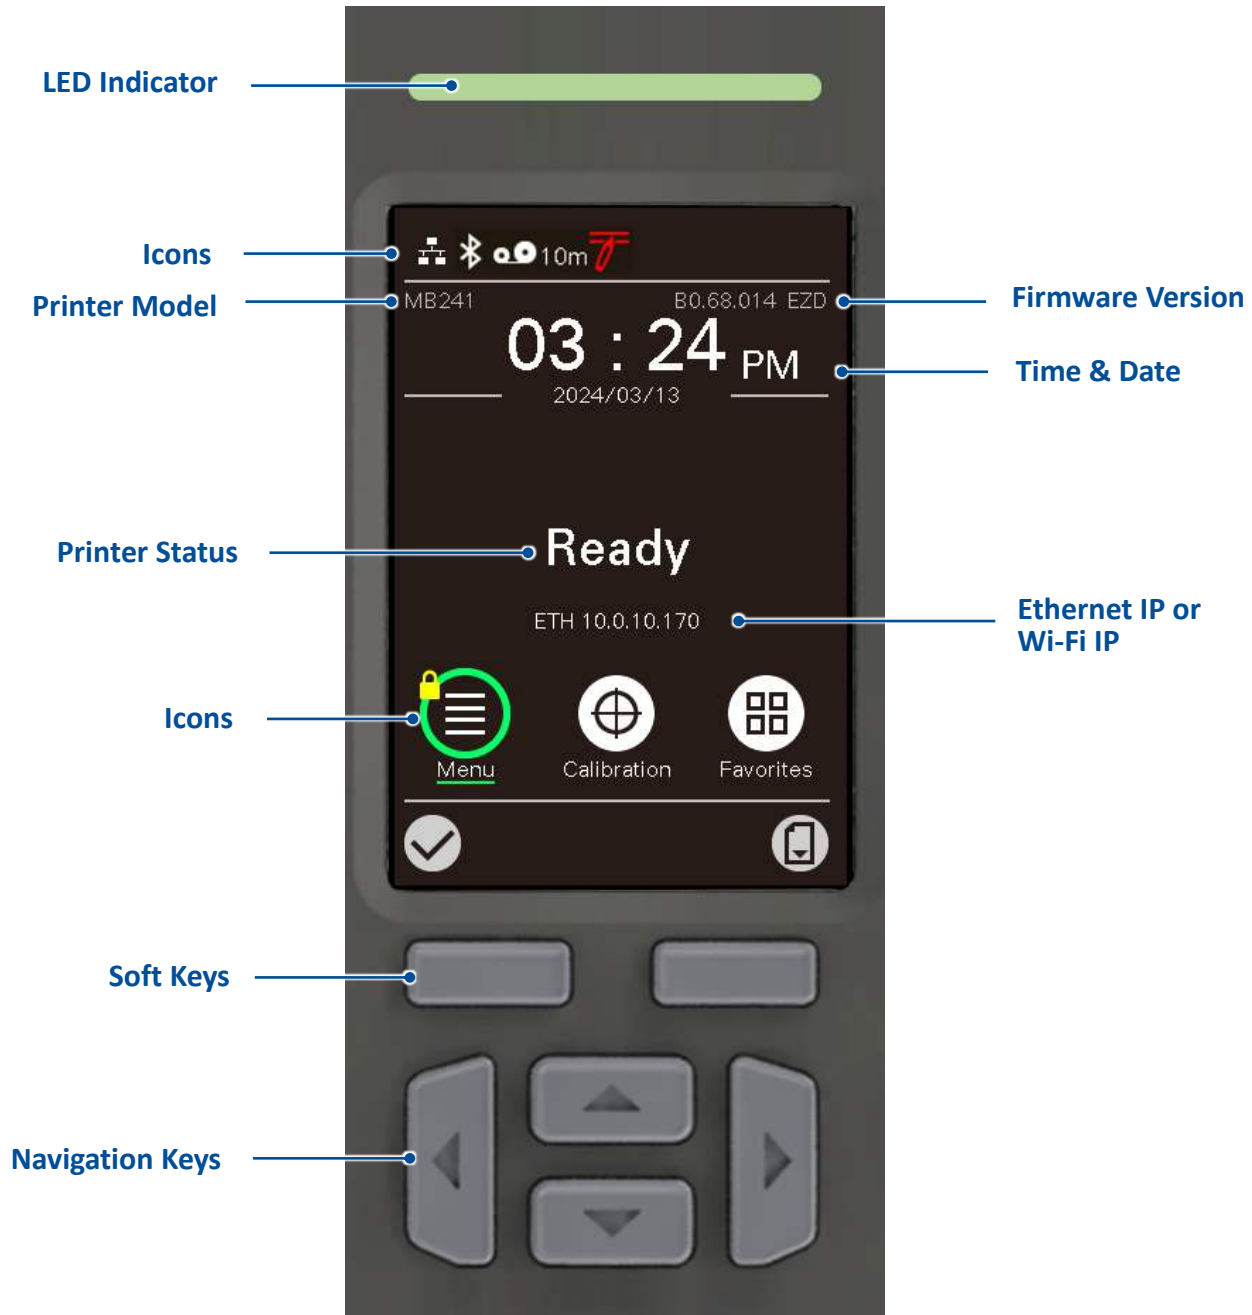 LED Indicator
Icons
10m
Printer Model
MB241
B0.68.014 EZD
Firmware Version
03 : 24 PM
Time & Date
2024/03/13
Printer Status
Ready
ETH 10.0.10.170
Ethernet IP or
Wi-Fi IP
Icons
Menu
Calibration
Favorites
Soft Keys
Navigation Keys